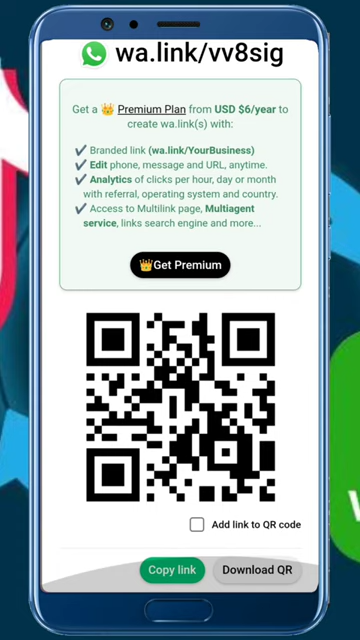 wa.link/vv8sig
Get a 👑 Premium Plan from USD $6/year to
create wa.link(s) with:
✔ Branded link (wa.link/YourBusiness)
✔ Edit phone, message and URL, anytime.
✔ Analytics of clicks per hour, day or month
with referral, operating system and country.
✔ Access to Multilink page, Multiagent
service, links search engine and more...
👑Get Premium
Add link to QR code
Copy link
Download QR